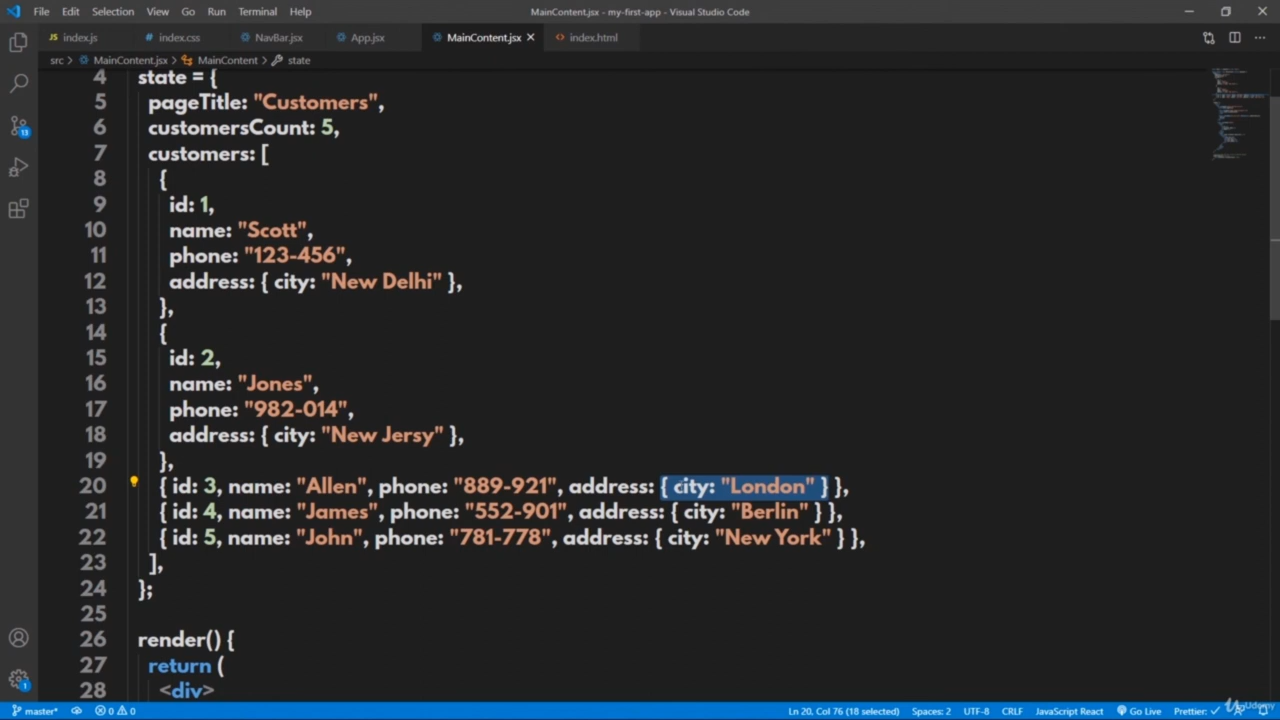 File Edit Selection View Go Run Terminal Help
MainContent.jsx - my-first-app - Visual Studio Code
JS index.js
# index.css
NavBar.jsx
App.jsx
MainContent.jsx ×
<> index.html
src > MainContent.jsx > MainContent > state
4 state = {
5 pageTitle: "Customers",
6 customersCount: 5,
7 customers: [
8 {
9 id: 1,
10 name: "Scott",
11 phone: "123-456",
12 address: { city: "New Delhi" },
13 },
14 {
15 id: 2,
16 name: "Jones",
17 phone: "982-014",
18 address: { city: "New Jersy" },
19 },
20 { id: 3, name: "Allen", phone: "889-921", address: { city: "London" } },
21 { id: 4, name: "James", phone: "552-901", address: { city: "Berlin" } },
22 { id: 5, name: "John", phone: "781-778", address: { city: "New York" } },
23 ],
24 };
25
26 render() {
27 return (
28 <div>
13
1
master* 0 0
Ln 20, Col 76 (18 selected) Spaces: 2 UTF-8 CRLF JavaScript React Go Live Prettier: ✓
Udemy